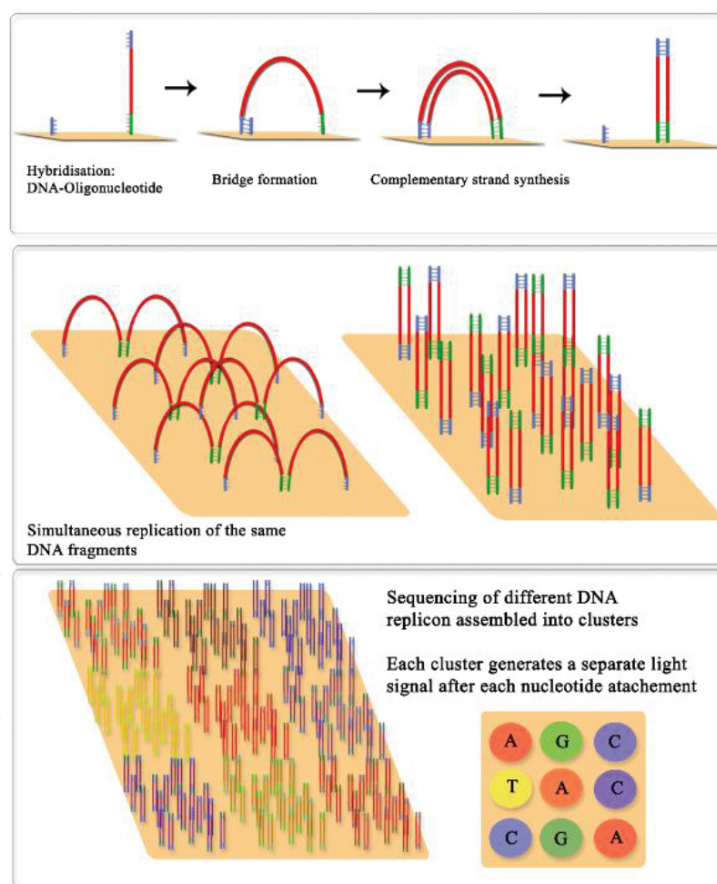 Hybridisation:
DNA-Oligonucleotide
Bridge formation
Complementary strand synthesis
Simultaneous replication of the same
DNA fragments
Sequencing of different DNA
replicon assembled into clusters
Each cluster generates a separate light
signal after each nucleotide atachement
A G C
T A C
C G A